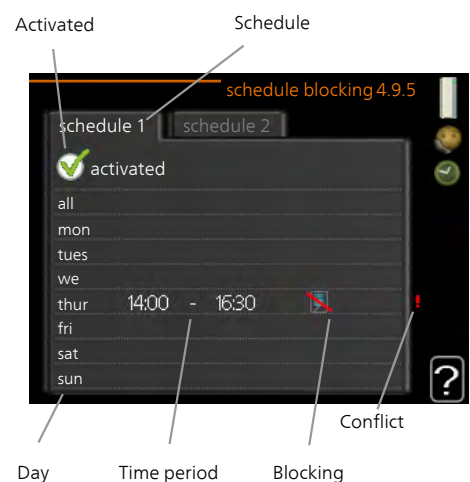 Activated Schedule
schedule blocking 4.9.5
schedule 1 schedule 2
activated
all
mon
tues
we
thur 14:00 - 16:30 !
fri
sat
sun
?
Conflict
Day Time period Blocking